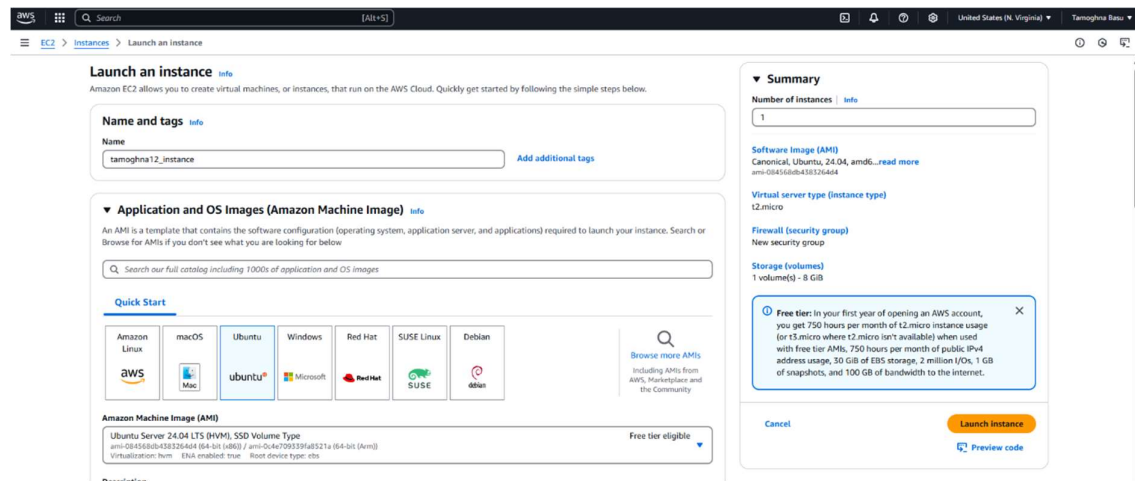 aws
Search
[Alt+S]
United States (N. Virginia)
Tamoghna Basu
EC2 > Instances > Launch an instance
Launch an instance Info
Amazon EC2 allows you to create virtual machines, or instances, that run on the AWS Cloud. Quickly get started by following the simple steps below.
Name and tags Info
Name
tamoghna12_instance
Add additional tags
Application and OS Images (Amazon Machine Image) Info
An AMI is a template that contains the software configuration (operating system, application server, and applications) required to launch your instance. Search or
Browse for AMIs if you don't see what you are looking for below
Search our full catalog including 1000s of application and OS images
Quick Start
Amazon
Linux
aws
macOS
Mac
Ubuntu
ubuntu
Windows
Microsoft
Red Hat
Red Hat
SUSE Linux
SUSE
Debian
debian
Browse more AMIs
Including AMIs from
AWS, Marketplace and
the Community
Amazon Machine Image (AMI)
Ubuntu Server 24.04 LTS (HVM), SSD Volume Type
Free tier eligible
ami-084568db4383264d4 (64-bit (x86)) / ami-0c4e709339fa8521a (64-bit (Arm))
Virtualization: hvm ENA enabled: true Root device type: ebs
Description
Summary
Number of instances Info
1
Software Image (AMI)
Canonical, Ubuntu, 24.04, amd6...read more
ami-084568db4383264d4
Virtual server type (instance type)
t2.micro
Firewall (security group)
New security group
Storage (volumes)
1 volume(s) - 8 GiB
Free tier: In your first year of opening an AWS account,
you get 750 hours per month of t2.micro instance usage
(or t3.micro where t2.micro isn't available) when used
with free tier AMIs, 750 hours per month of public IPv4
address usage, 30 GiB of EBS storage, 2 million I/Os, 1 GB
of snapshots, and 100 GB of bandwidth to the internet.
Cancel
Launch instance
Preview code